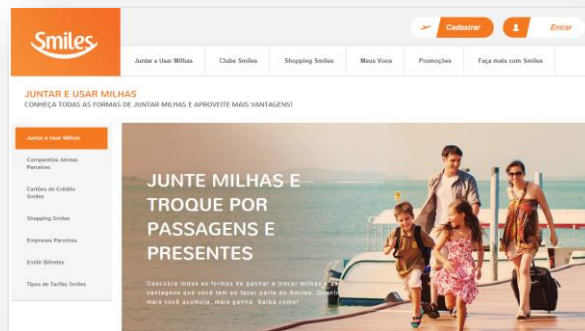 Smiles
Cadastrar
Entrar
Juntar e Usar Milhas
Clube Smiles
Shopping Smiles
Meus Voos
Promoções
Faça mais com Smiles
JUNTAR E USAR MILHAS
CONHEÇA TODAS AS FORMAS DE JUNTAR MILHAS E APROVEITE MAIS VANTAGENS!
Juntar e Usar Milhas
Companhias Aéreas
Parceiras
Cartões de Crédito
Smiles
Shopping Smiles
Empresas Parceiras
Emitir Bilhetes
Tipos de Tarifas Smiles
JUNTE MILHAS E
TROQUE POR
PASSAGENS E
PRESENTES
Descubra todas as formas de ganhar e trocar milhas e as
vantagens que você tem ao fazer parte do Smiles. Quanto
mais você acumula, mais ganha. Saiba como!